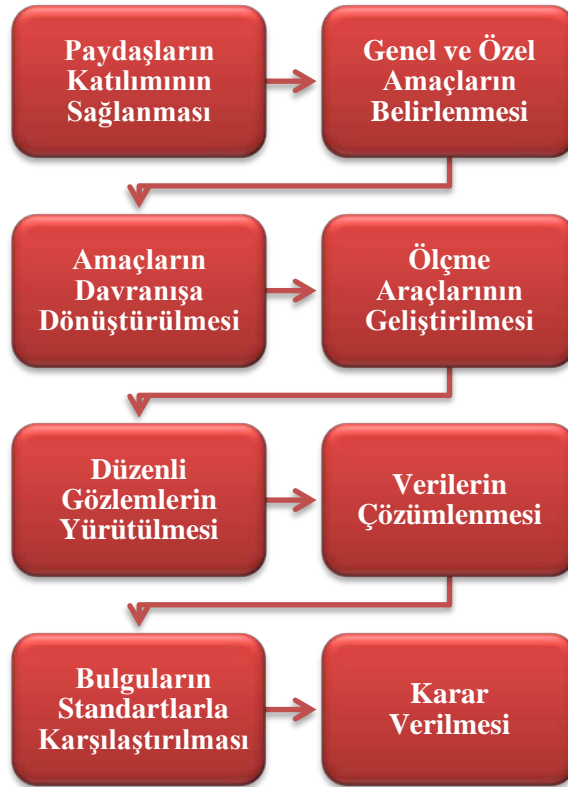 Paydaşların
Katılımının
Sağlanması
Genel ve Özel
Amaçların
Belirlenmesi
Amaçların
Davranışa
Dönüştürülmesi
Ölçme
Araçlarının
Geliştirilmesi
Düzenli
Gözlemlerin
Yürütülmesi
Verilerin
Çözümlenmesi
Bulguların
Standartlarla
Karşılaştırılması
Karar
Verilmesi